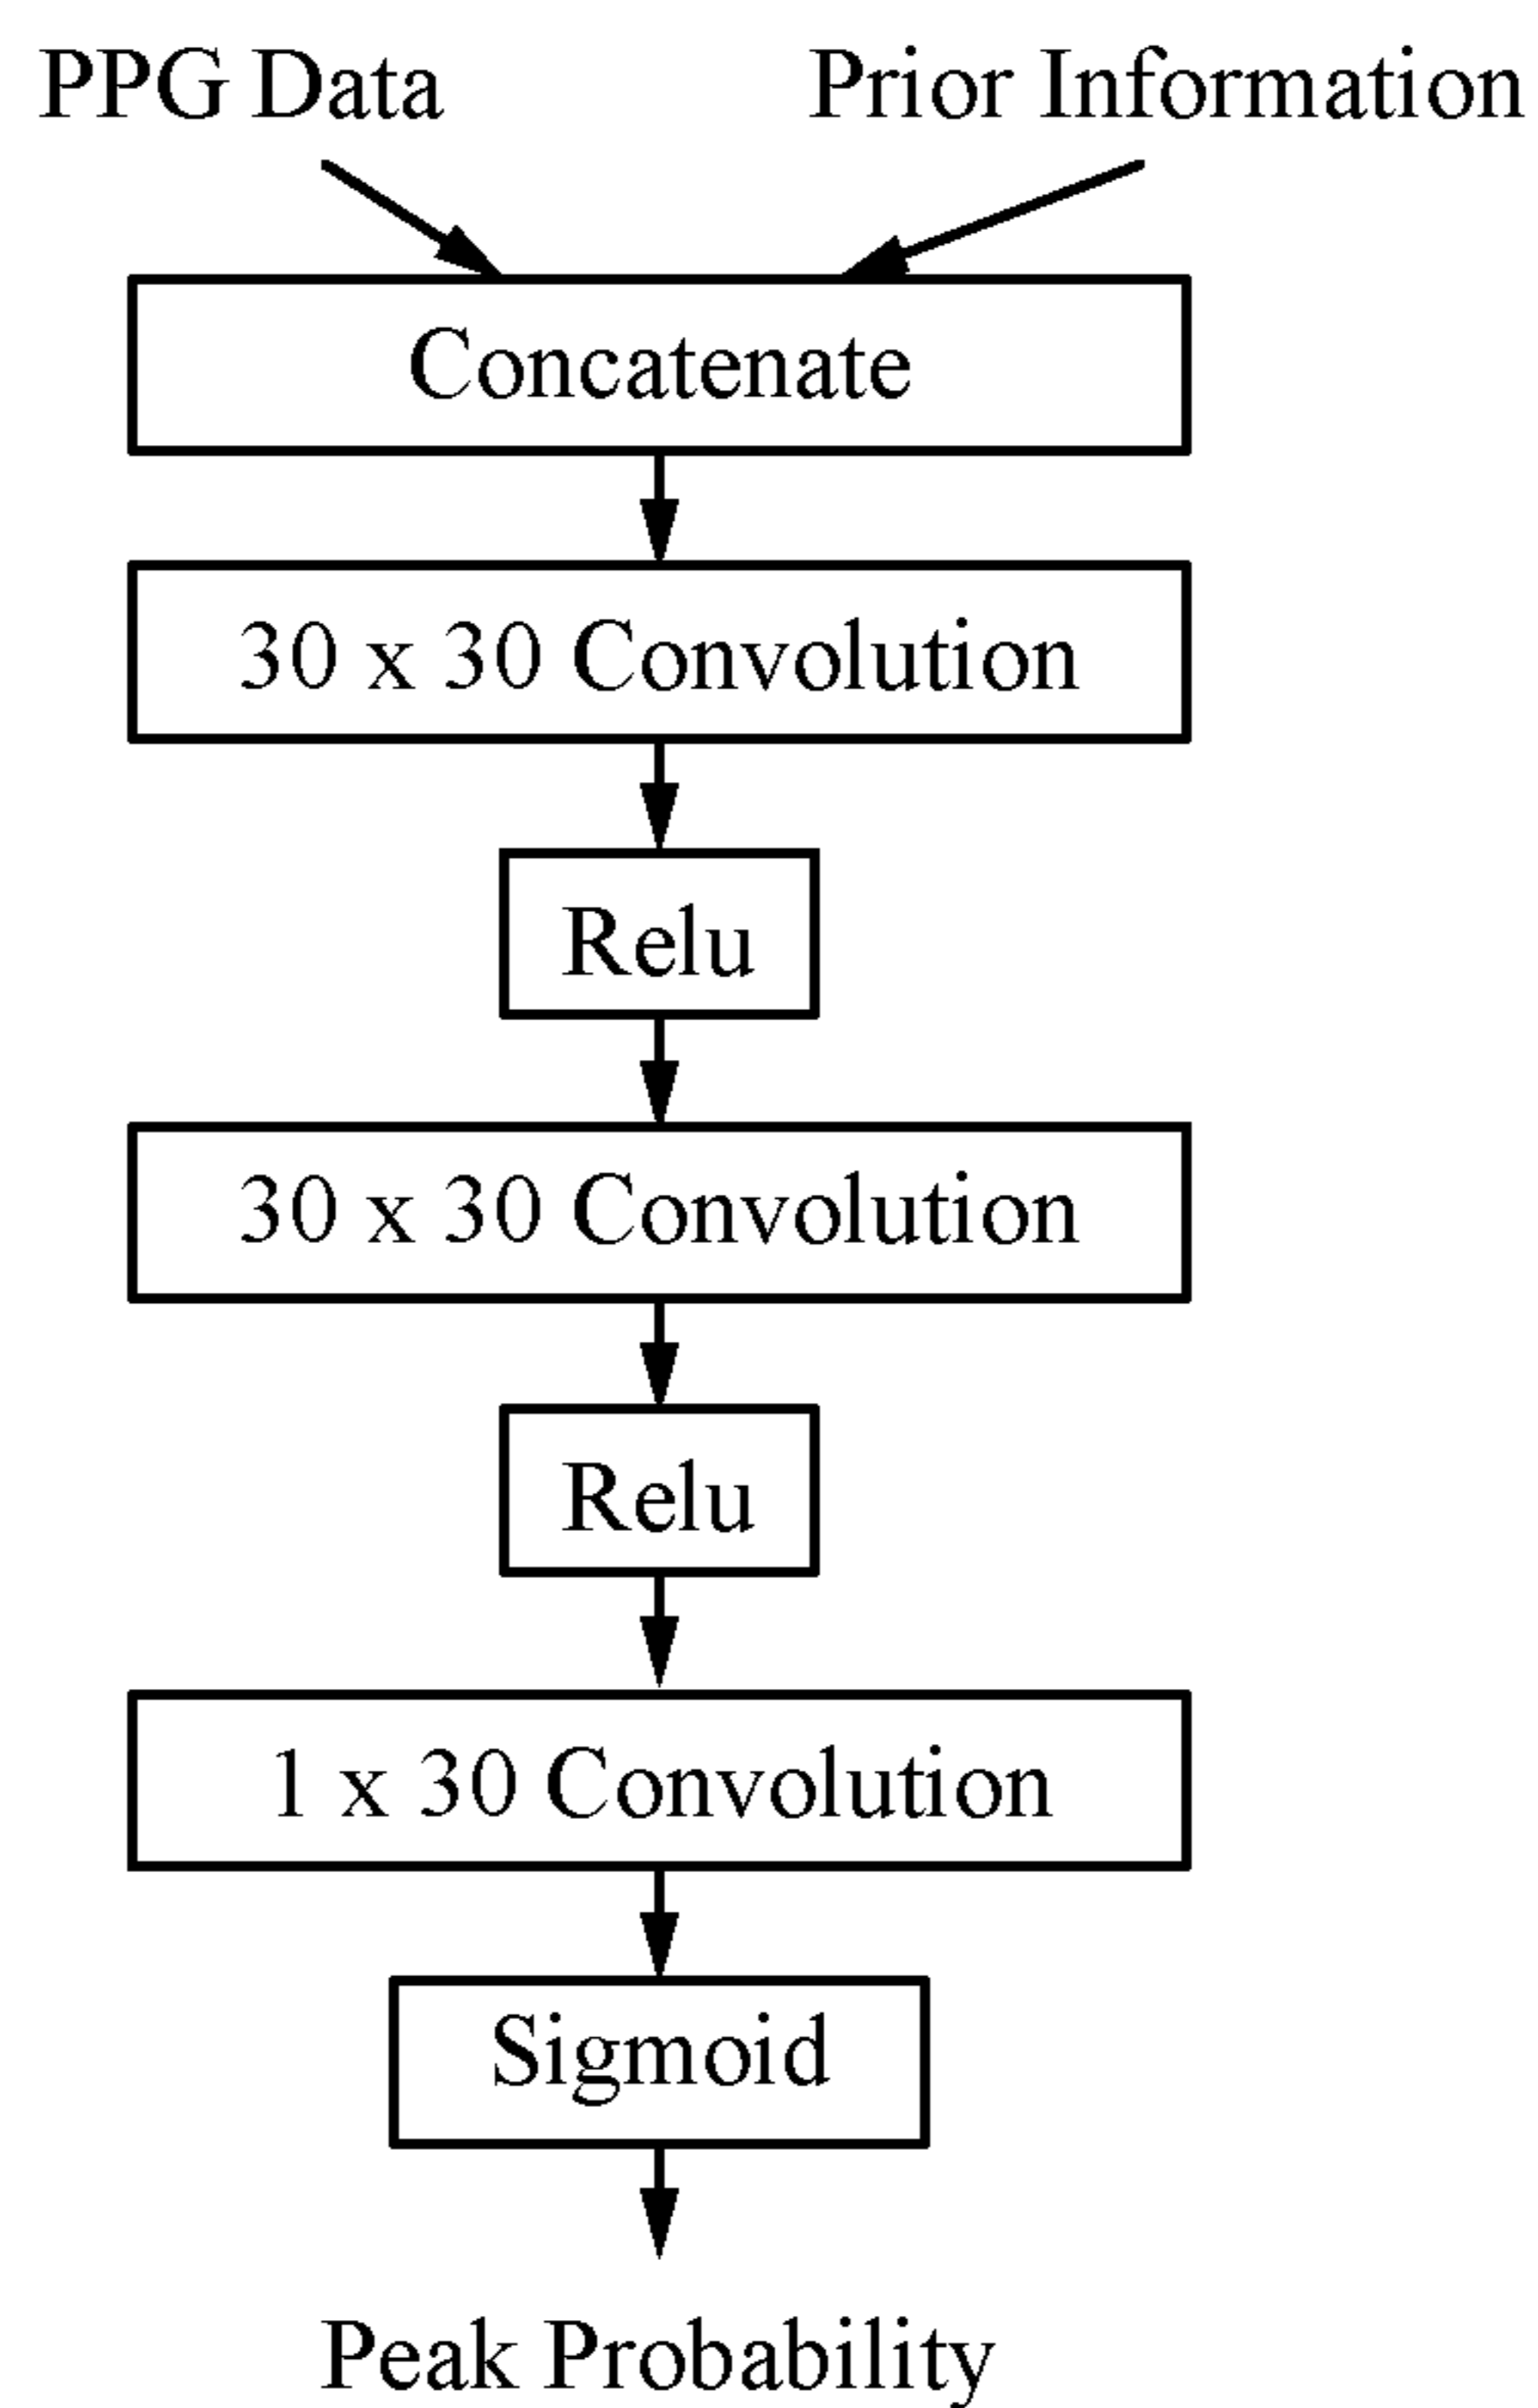 PPG Data
Prior Information
Concatenate
30 x 30 Convolution
Relu
30 x 30 Convolution
Relu
1 x 30 Convolution
Sigmoid
Peak Probability